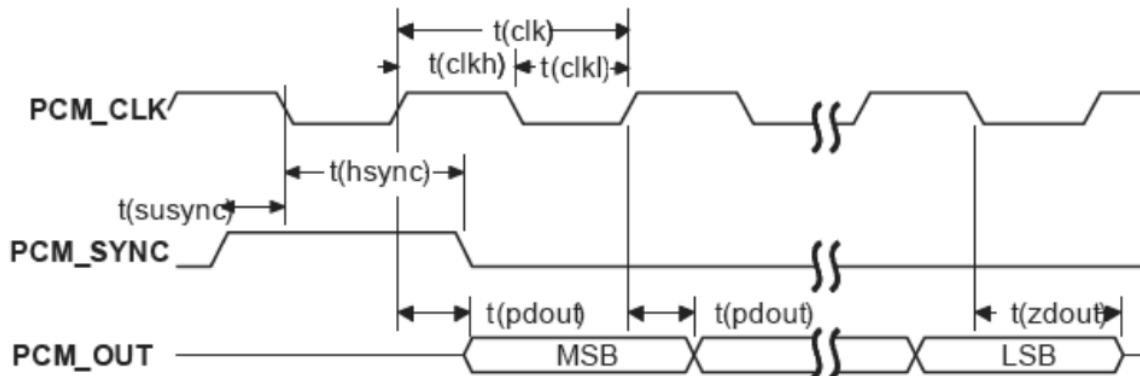 t(clk)
t(clkh) t(clkl)
PCM_CLK
t(hsync)
t(susync)
PCM_SYNC
t(pdout) t(pdout) t(zdout)
PCM_OUT MSB LSB